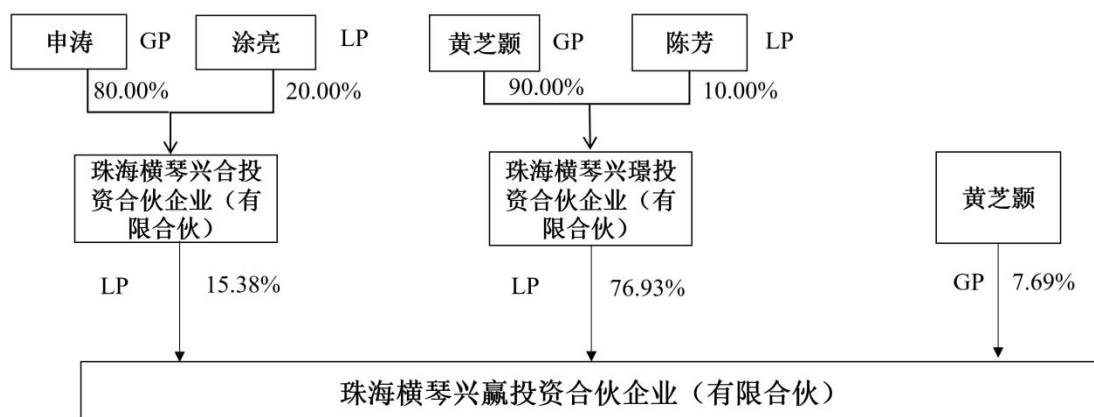 申涛 GP 涂亮 LP 黄芝颢 GP 陈芳 LP
80.00% 20.00% 90.00% 10.00%
珠海横琴兴合投
资合伙企业（有
限合伙）
珠海横琴兴璟投
资合伙企业（有
限合伙）
黄芝颢
LP 15.38% LP 76.93% GP 7.69%
珠海横琴兴赢投资合伙企业（有限合伙）